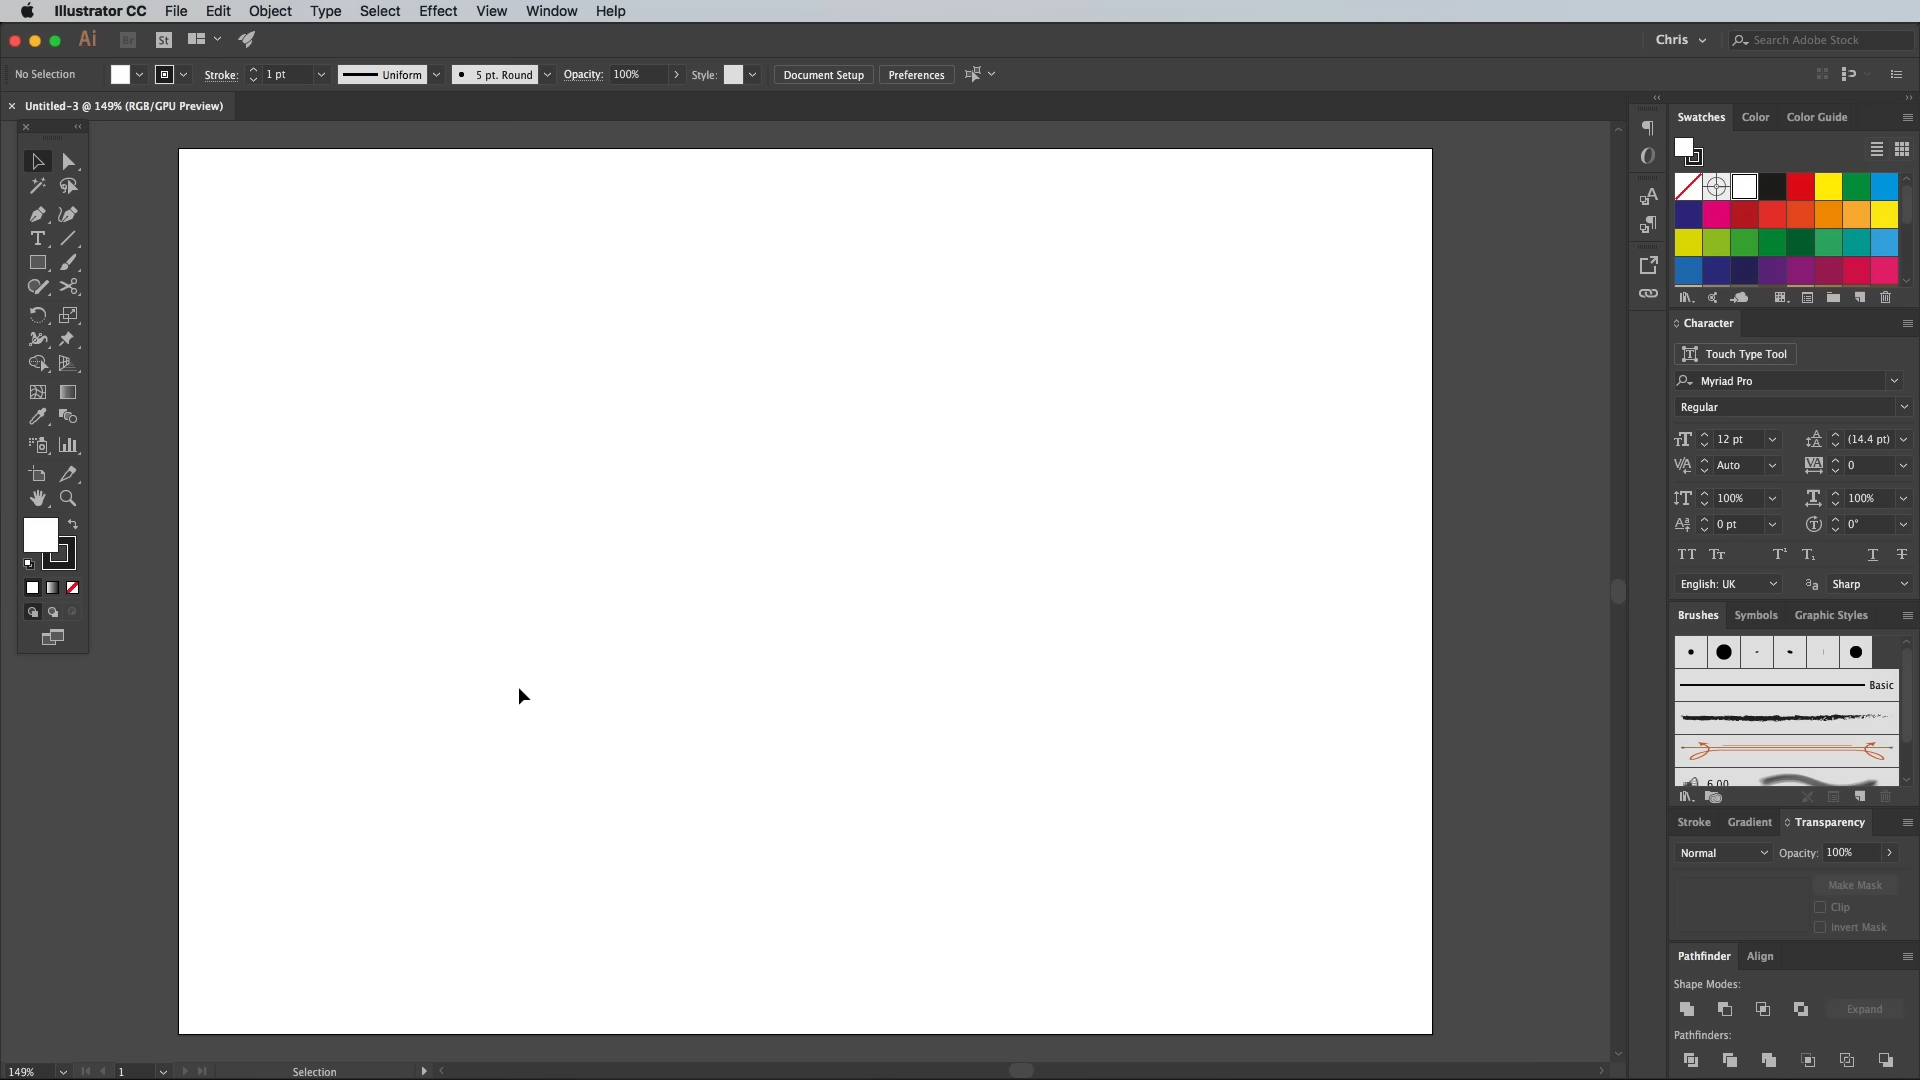 Illustrator CC File Edit Object Type Select Effect View Window Help
Ai Br St Chris Search Adobe Stock
No Selection Stroke: 1 pt Uniform 5 pt. Round Opacity: 100% Style: Document Setup Preferences
Untitled-3 @ 149% (RGB/GPU Preview)
Swatches Color Color Guide
Character
Touch Type Tool
Myriad Pro
Regular
12 pt (14.4 pt)
Auto 0
100% 100%
0 pt 0°
English: UK Sharp
Brushes Symbols Graphic Styles
Basic
6.00
Stroke Gradient Transparency
Normal Opacity: 100%
Make Mask
Clip
Invert Mask
Pathfinder Align
Shape Modes:
Expand
Pathfinders:
149% 1 Selection